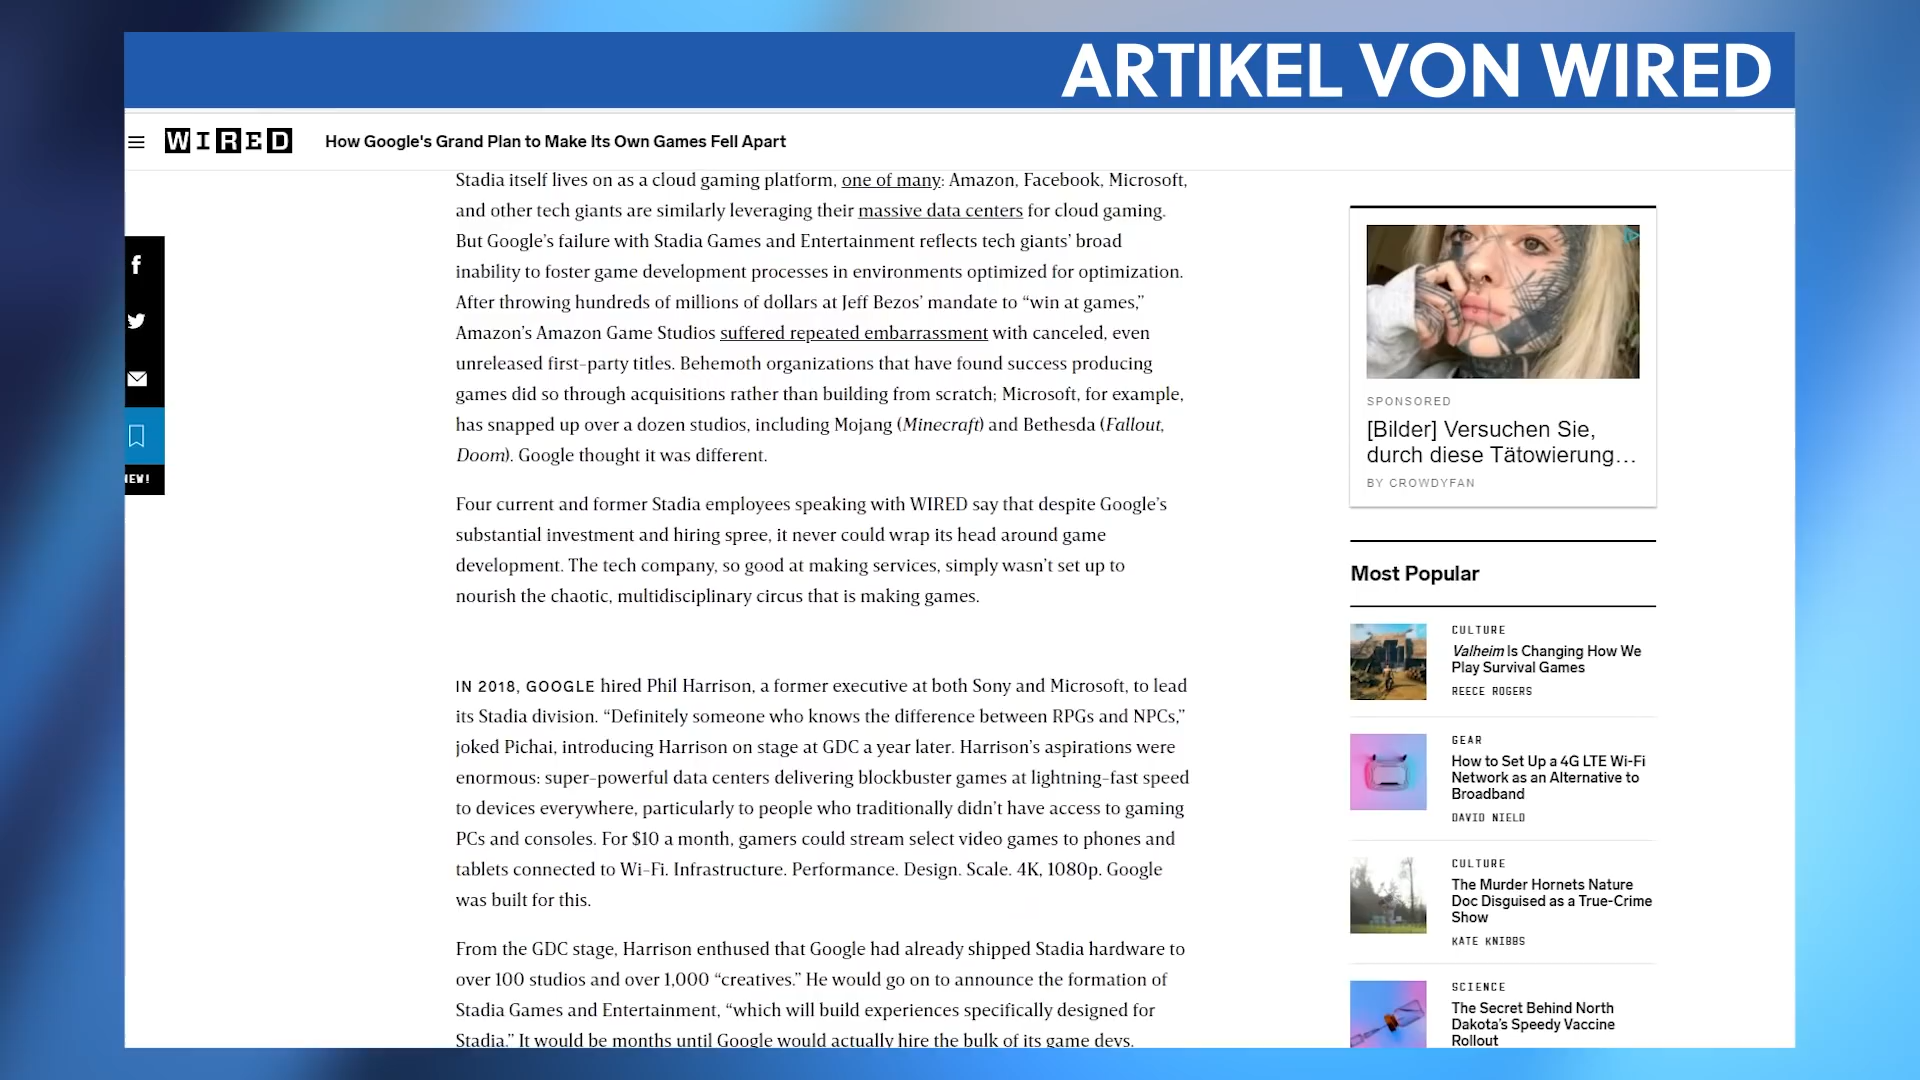 ARTIKEL VON WIRED
WIRED
How Google's Grand Plan to Make Its Own Games Fell Apart
Stadia itself lives on as a cloud gaming platform, one of many: Amazon, Facebook, Microsoft,
and other tech giants are similarly leveraging their massive data centers for cloud gaming.
But Google’s failure with Stadia Games and Entertainment reflects tech giants’ broad
inability to foster game development processes in environments optimized for optimization.
After throwing hundreds of millions of dollars at Jeff Bezos’ mandate to “win at games,”
Amazon’s Amazon Game Studios suffered repeated embarrassment with canceled, even
unreleased first-party titles. Behemoth organizations that have found success producing
games did so through acquisitions rather than building from scratch; Microsoft, for example,
has snapped up over a dozen studios, including Mojang (Minecraft) and Bethesda (Fallout,
Doom). Google thought it was different.
Four current and former Stadia employees speaking with WIRED say that despite Google’s
substantial investment and hiring spree, it never could wrap its head around game
development. The tech company, so good at making services, simply wasn’t set up to
nourish the chaotic, multidisciplinary circus that is making games.
IN 2018, GOOGLE hired Phil Harrison, a former executive at both Sony and Microsoft, to lead
its Stadia division. “Definitely someone who knows the difference between RPGs and NPCs,”
joked Pichai, introducing Harrison on stage at GDC a year later. Harrison’s aspirations were
enormous: super-powerful data centers delivering blockbuster games at lightning-fast speed
to devices everywhere, particularly to people who traditionally didn’t have access to gaming
PCs and consoles. For $10 a month, gamers could stream select video games to phones and
tablets connected to Wi-Fi. Infrastructure. Performance. Design. Scale. 4K, 1080p. Google
was built for this.
From the GDC stage, Harrison enthused that Google had already shipped Stadia hardware to
over 100 studios and over 1,000 “creatives.” He would go on to announce the formation of
Stadia Games and Entertainment, “which will build experiences specifically designed for
Stadia.” It would be months until Google would actually hire the bulk of its game devs.
SPONSORED
[Bilder] Versuchen Sie,
durch diese Tätowierung…
BY CROWDYFAN
Most Popular
CULTURE
Valheim Is Changing How We
Play Survival Games
REECE ROGERS
GEAR
How to Set Up a 4G LTE Wi-Fi
Network as an Alternative to
Broadband
DAVID NIELD
CULTURE
The Murder Hornets Nature
Doc Disguised as a True-Crime
Show
KATE KNIBBS
SCIENCE
The Secret Behind North
Dakota's Speedy Vaccine
Rollout